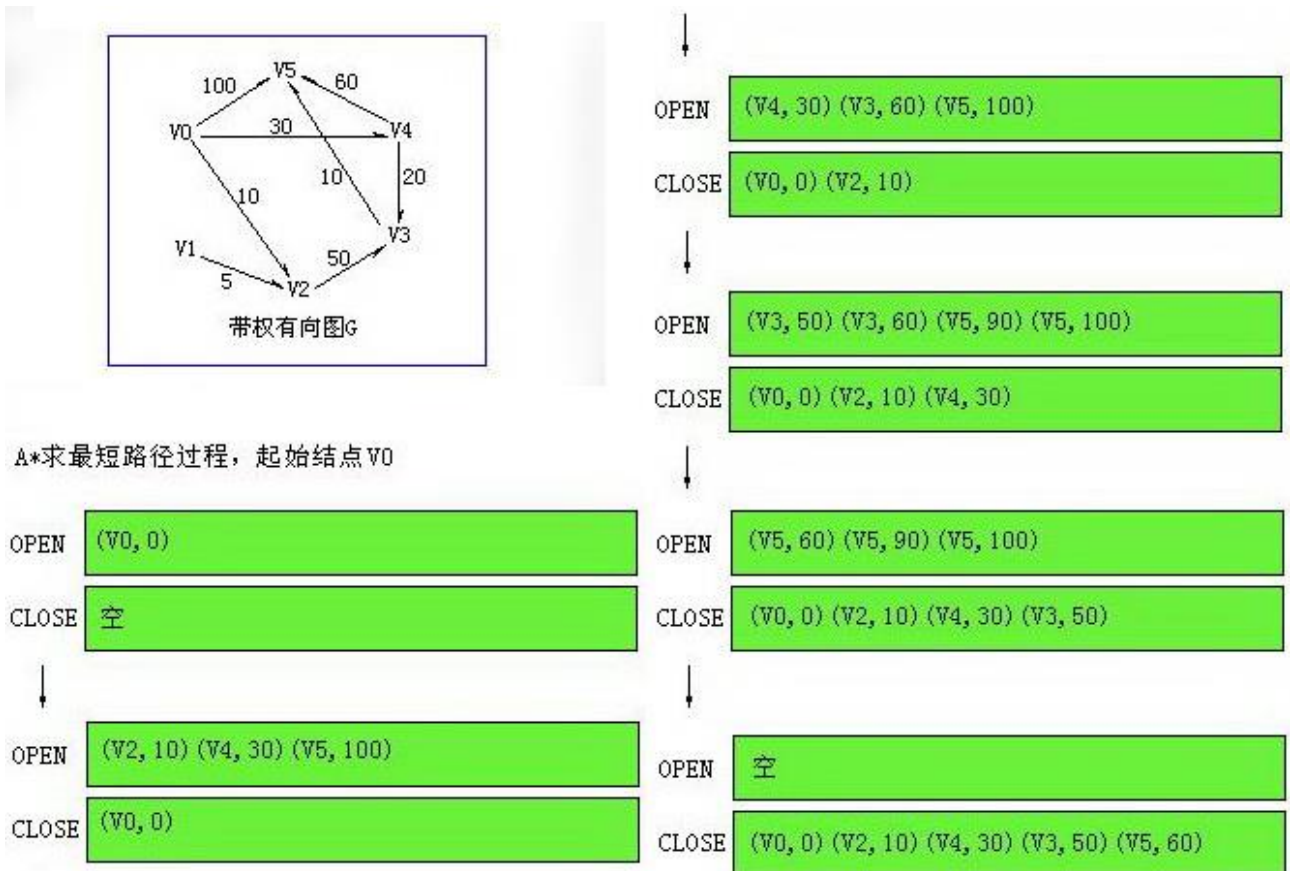 V5
100
60
V0
30
V4
10
20
10
V3
V1
50
5
V2
带权有向图G
A*求最短路径过程，起始结点V0
OPEN (V0,0)
CLOSE 空
OPEN (V2,10)(V4,30)(V5,100)
CLOSE (V0,0)
OPEN (V4,30)(V3,60)(V5,100)
CLOSE (V0,0)(V2,10)
OPEN (V3,50)(V3,60)(V5,90)(V5,100)
CLOSE (V0,0)(V2,10)(V4,30)
OPEN (V5,60)(V5,90)(V5,100)
CLOSE (V0,0)(V2,10)(V4,30)(V3,50)
OPEN 空
CLOSE (V0,0)(V2,10)(V4,30)(V3,50)(V5,60)